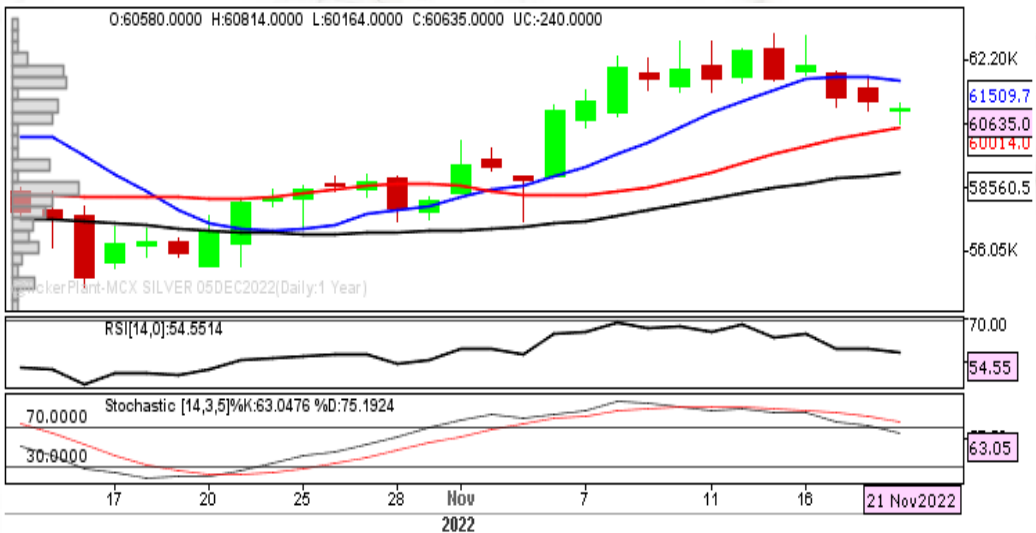 O:60580.0000 H:60814.0000 L:60164.0000 C:60635.0000 UC:-240.0000
62.20K
61509.7
60635.0
60014.0
58560.5
56.05K
SILVER 05DEC2022(Daily:1 Year)
RSI[14,0]:54.5514
70.00
54.55
Stochastic [14,3,5]%K:63.0476 %D:75.1924
70.0000
30.0000
63.05
17 20 25 28 Nov 7 11 16 21 Nov2022
2022